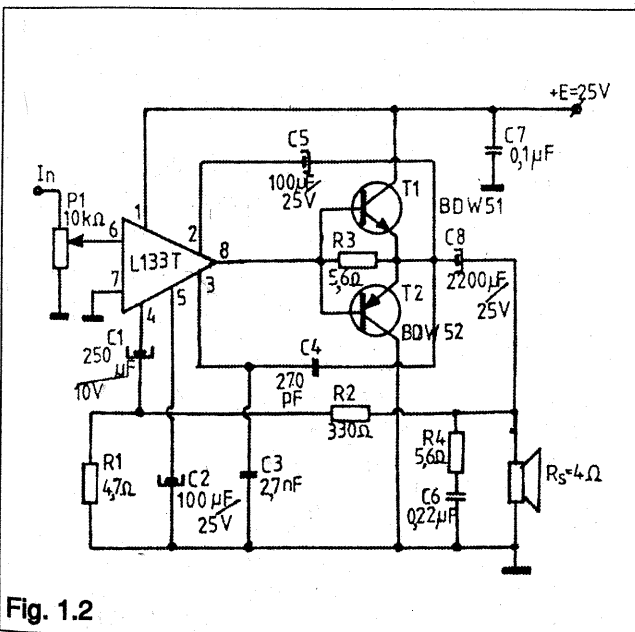 +E=25V
C5
100µF
25V
C7
0,1µF
In
P1
10kΩ
T1
BDW51
1
6
2
L133T
8
R3
5,6Ω
C8
2200µF
25V
7
3
4
5
T2
BDW52
C1
250
µF
10V
C4
270
pF
R2
330Ω
R1
4,7Ω
C2
100µF
25V
C3
2,7nF
R4
5,6Ω
C6
0,22µF
Rs=4Ω
Fig. 1.2